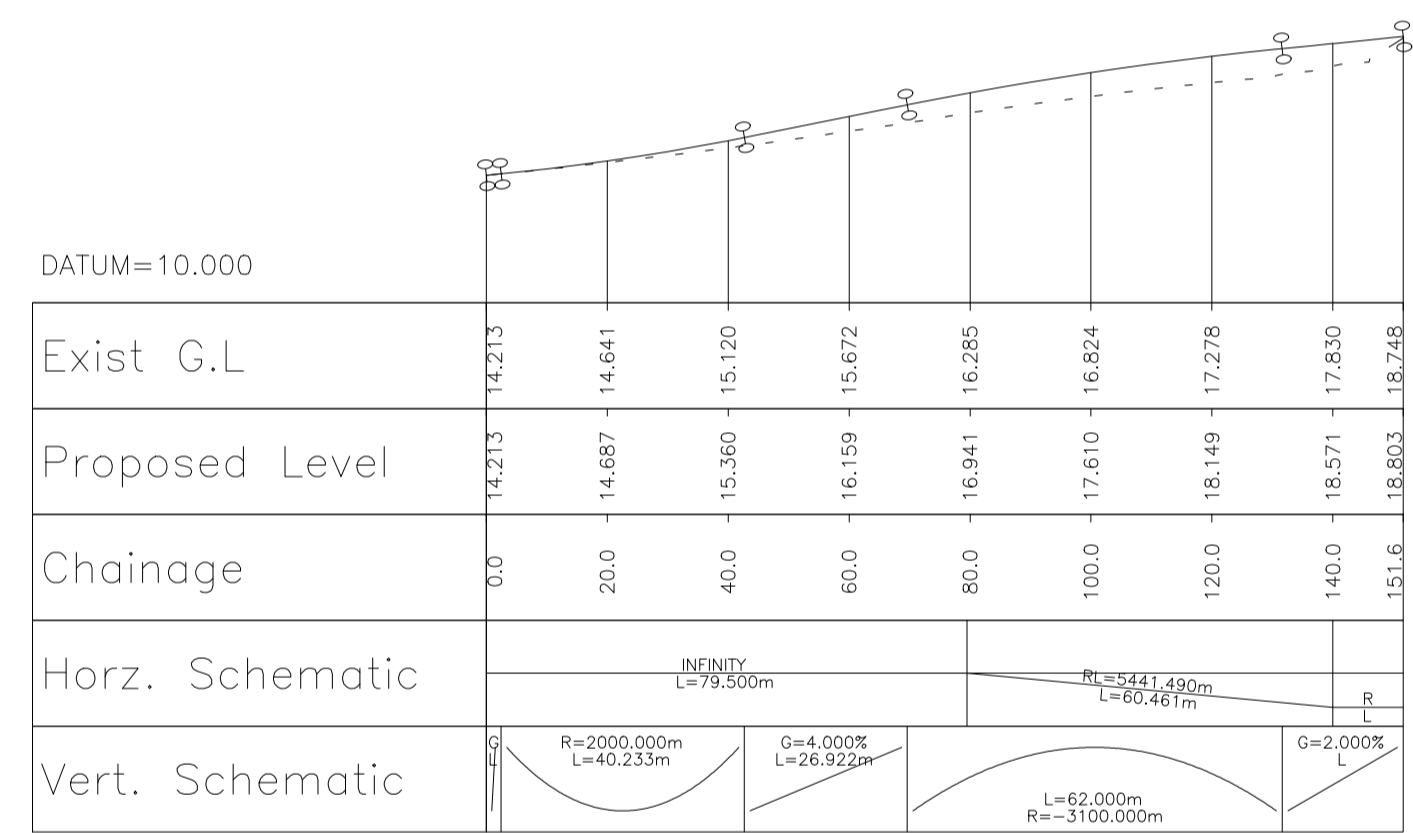 DATUM=10.000
Exist G.L
14.213
14.641
15.120
15.672
16.285
16.824
17.278
17.830
18.748
Proposed Level
14.213
14.687
15.360
16.159
16.941
17.610
18.149
18.571
18.803
Chainage
0.0
20.0
40.0
60.0
80.0
100.0
120.0
140.0
151.6
Horz. Schematic
INFINITY
L=79.500m
RL=5441.490m
L=60.461m
R
L
Vert. Schematic
G
L
R=2000.000m
L=40.233m
G=4.000%
L=26.922m
L=62.000m
R=-3100.000m
G=2.000%
L